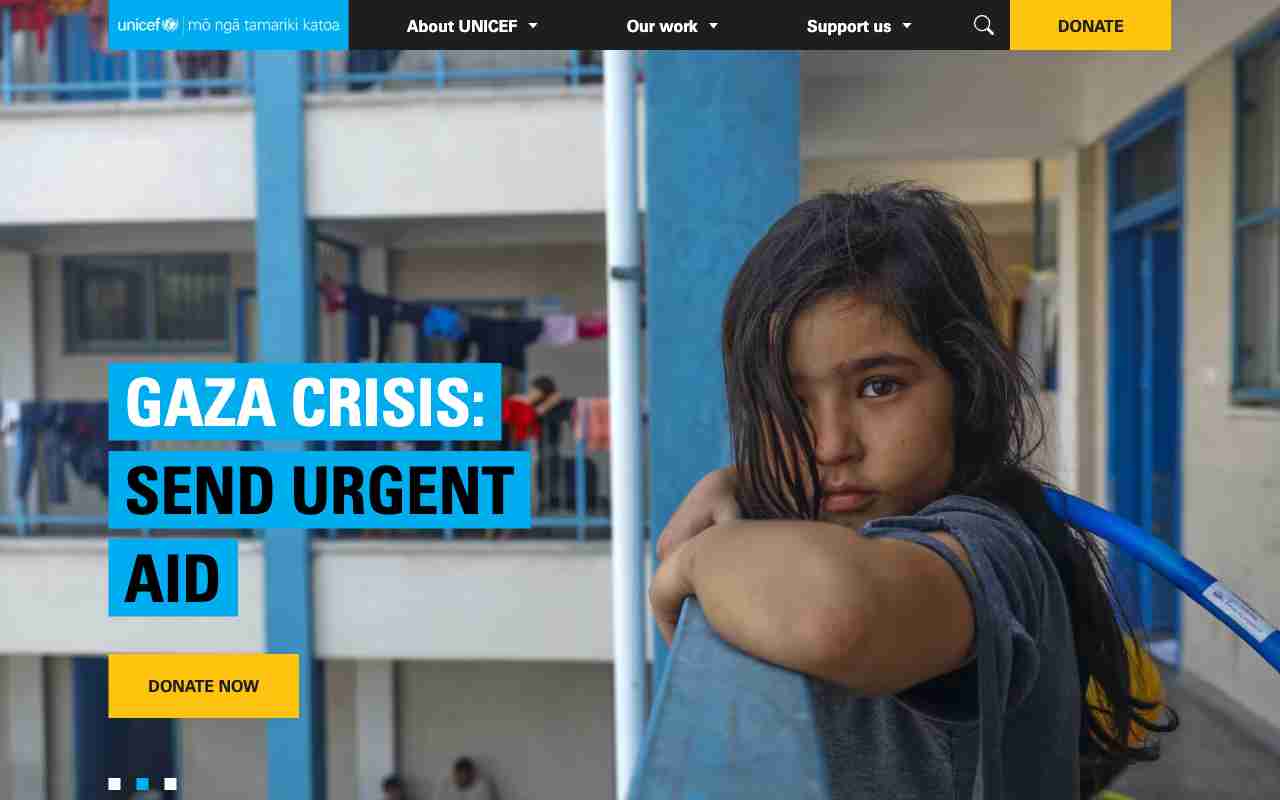 unicef mō ngā tamariki katoa
About UNICEF
Our work
Support us
DONATE
GAZA CRISIS:
SEND URGENT
AID
DONATE NOW